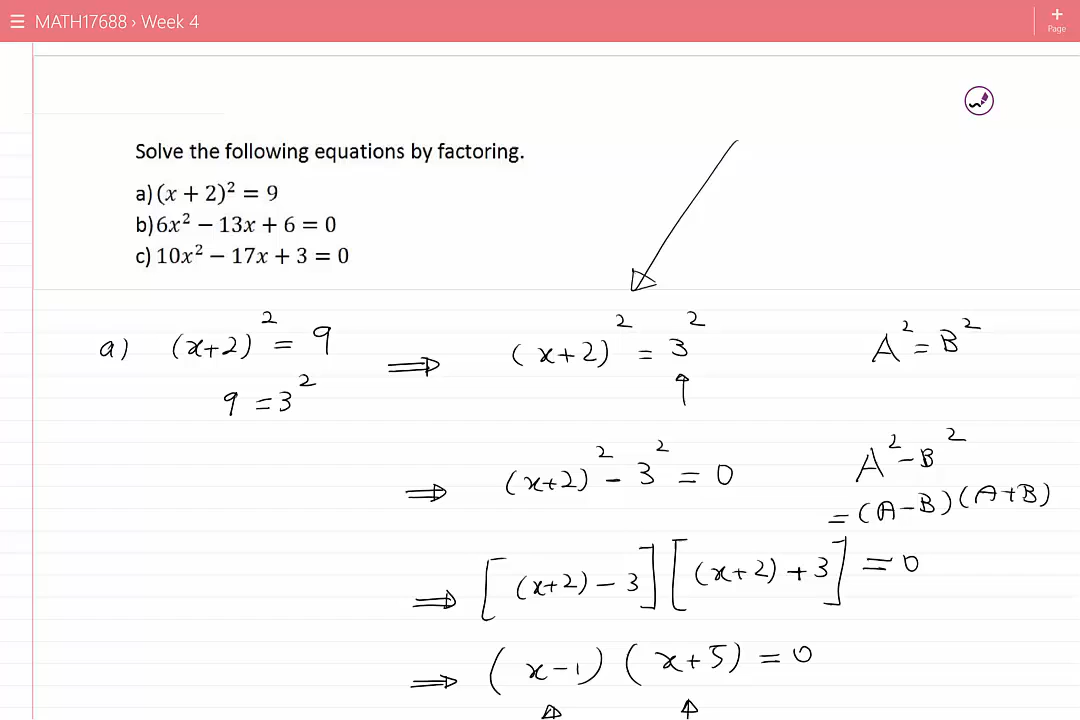 MATH17688 › Week 4
Page
Solve the following equations by factoring.
a) (x + 2)² = 9
b) 6x² − 13x + 6 = 0
c) 10x² − 17x + 3 = 0
a) (x+2)² = 9 ⟹ (x+2)² = 3² A² = B²
9 = 3²
⟹ (x+2)² − 3² = 0 A² − B²
= (A−B)(A+B)
⟹ [(x+2) − 3][(x+2) + 3] = 0
⟹ (x−1)(x+5) = 0